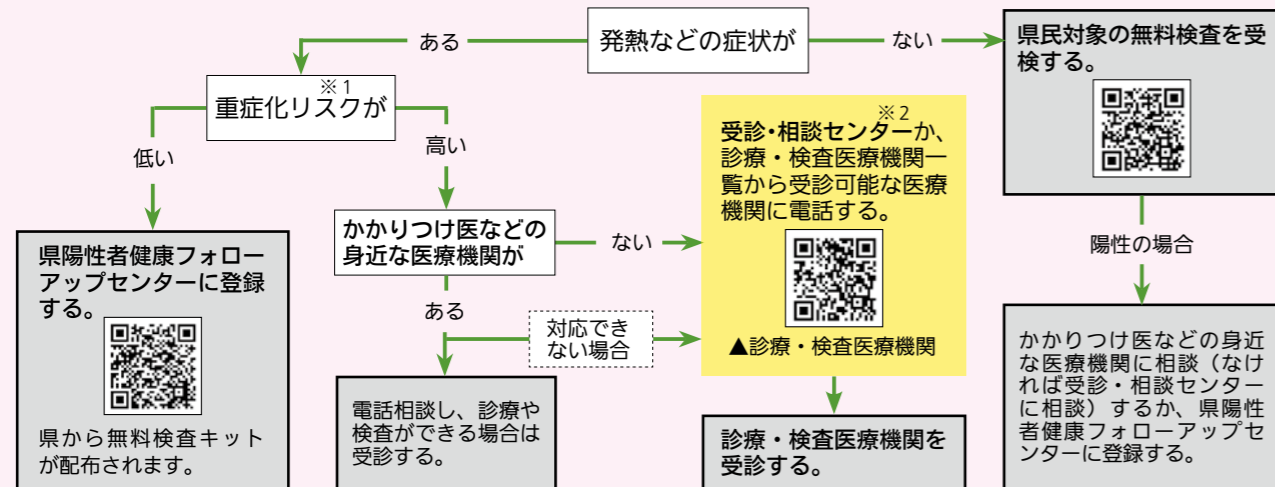 発熱などの症状が
ある
ない
県民対象の無料検査を受
検する。
※1
重症化リスクが
低い
高い
※2
受診・相談センターか、
診療・検査医療機関一
覧から受診可能な医療
機関に電話する。
▲診療・検査医療機関
かかりつけ医などの
身近な医療機関が
ない
ある
陽性の場合
県陽性者健康フォロー
アップセンターに登録
する。
県から無料検査キット
が配布されます。
対応でき
ない場合
電話相談し、診療や
検査ができる場合は
受診する。
診療・検査医療機関を
受診する。
かかりつけ医などの身近
な医療機関に相談（なけ
れば受診・相談センター
に相談）するか、県陽性
者健康フォローアップセ
ンターに登録する。